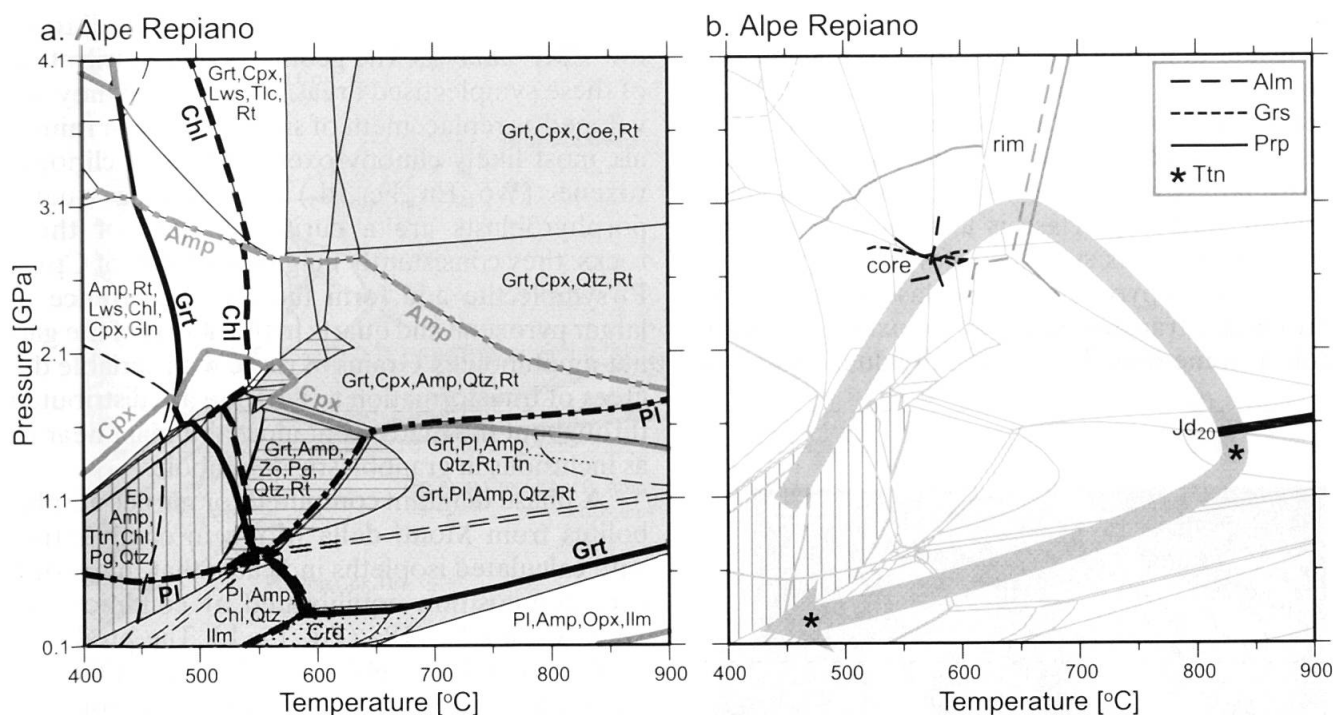 a. Alpe Repiano
4.1
3.1
2.1
1.1
0.1
Pressure [GPa]
400
500
600
700
800
900
Temperature [°C]
Grt,Cpx,
Lws,Tlc,
Rt
Chl
Grt,Cpx,Coe,Rt
Amp
Amp,Rt,
Lws,Chl,
Cpx,Gln
Grt
Chl
Grt,Cpx,Qtz,Rt
Amp
Cpx
Grt,Cpx,Amp,Qtz,Rt
Cpx
Pl
Grt,Amp,
Zo,Pg,
Qtz,Rt
Grt,Pl,Amp,
Qtz,Rt,Ttn
Grt,Pl,Amp,Qtz,Rt
Ep,
Amp,
Ttn,Chl,
Pg,Qtz
Pl
Grt
Pl,Amp,
Chl,Qtz,
Ilm
Crd
Pl,Amp,Opx,Ilm
b. Alpe Repiano
Alm
Grs
Prp
* Ttn
rim
core
Jd20
*
*
400
500
600
700
800
900
Temperature [°C]